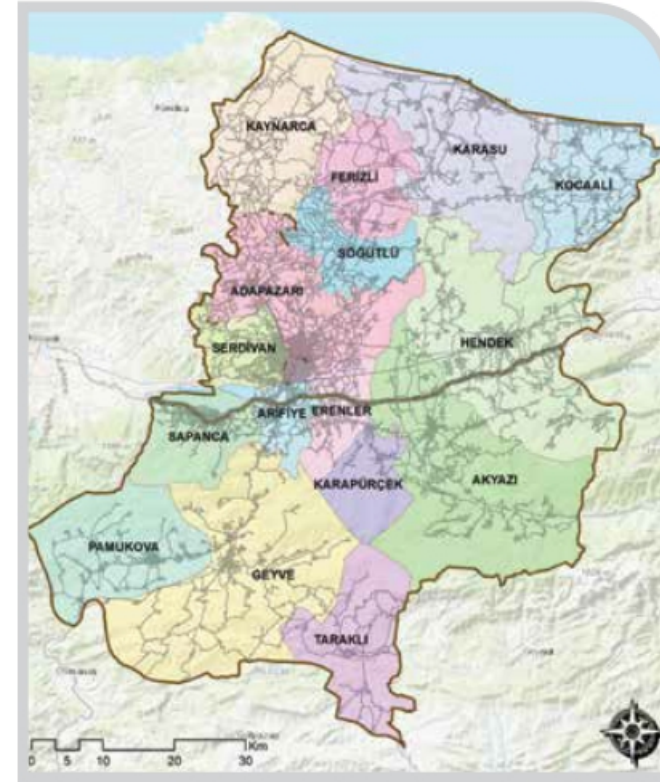 KAYNARCA
KARASU
FERİZLİ
KOCAALİ
SÖĞÜTLÜ
ADAPAZARI
SERDİVAN
HENDEK
ARİFİYE ERENLER
SAPANCA
KARAPÜRÇEK
AKYAZI
PAMUKOVA
GEYVE
TARAKLI
Km
0 5 10 20 30